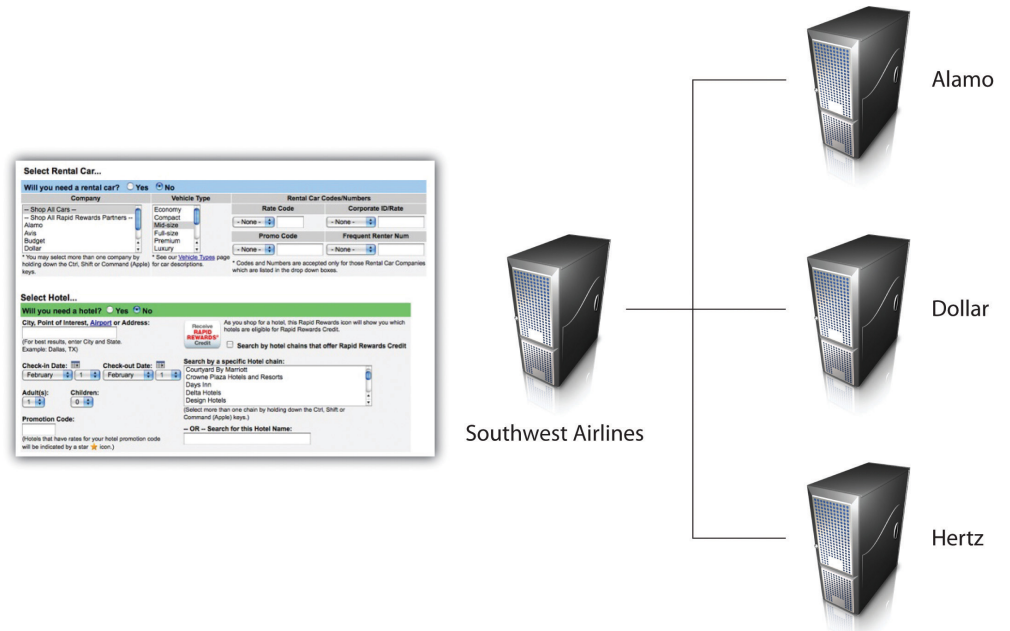 Select Rental Car...
Will you need a rental car? Yes No
Company Vehicle Type Rental Car Codes/Numbers
-- Shop All Cars --
-- Shop All Rapid Rewards Partners --
Alamo
Avis
Budget
Dollar
Economy
Compact
Mid-size
Full-size
Premium
Luxury
Rate Code Corporate ID/Rate
- None - - None -
Promo Code Frequent Renter Num
- None - - None -
* You may select more than one company by
holding down the Ctrl, Shift or Command (Apple)
keys.
* See our Vehicle Types page
for car descriptions.
* Codes and Numbers are accepted only for those Rental Car Companies
which are listed in the drop down boxes.
Select Hotel...
Will you need a hotel? Yes No
City, Point of Interest, Airport or Address:
(For best results, enter City and State.
Example: Dallas, TX)
Receive
RAPID
REWARDS®
Credit
As you shop for a hotel, this Rapid Rewards icon will show you which
hotels are eligible for Rapid Rewards Credit.
Search by hotel chains that offer Rapid Rewards Credit
Check-in Date: Check-out Date:
February 1 February 1
Adult(s): Children:
1 0
Promotion Code:
(Hotels that have rates for your hotel promotion code
will be indicated by a star icon.)
Search by a specific Hotel chain:
Courtyard By Marriott
Crowne Plaza Hotels and Resorts
Days Inn
Delta Hotels
Design Hotels
(Select more than one chain by holding down the Ctrl, Shift or
Command (Apple) keys.)
-- OR -- Search for this Hotel Name:
Southwest Airlines
Alamo
Dollar
Hertz